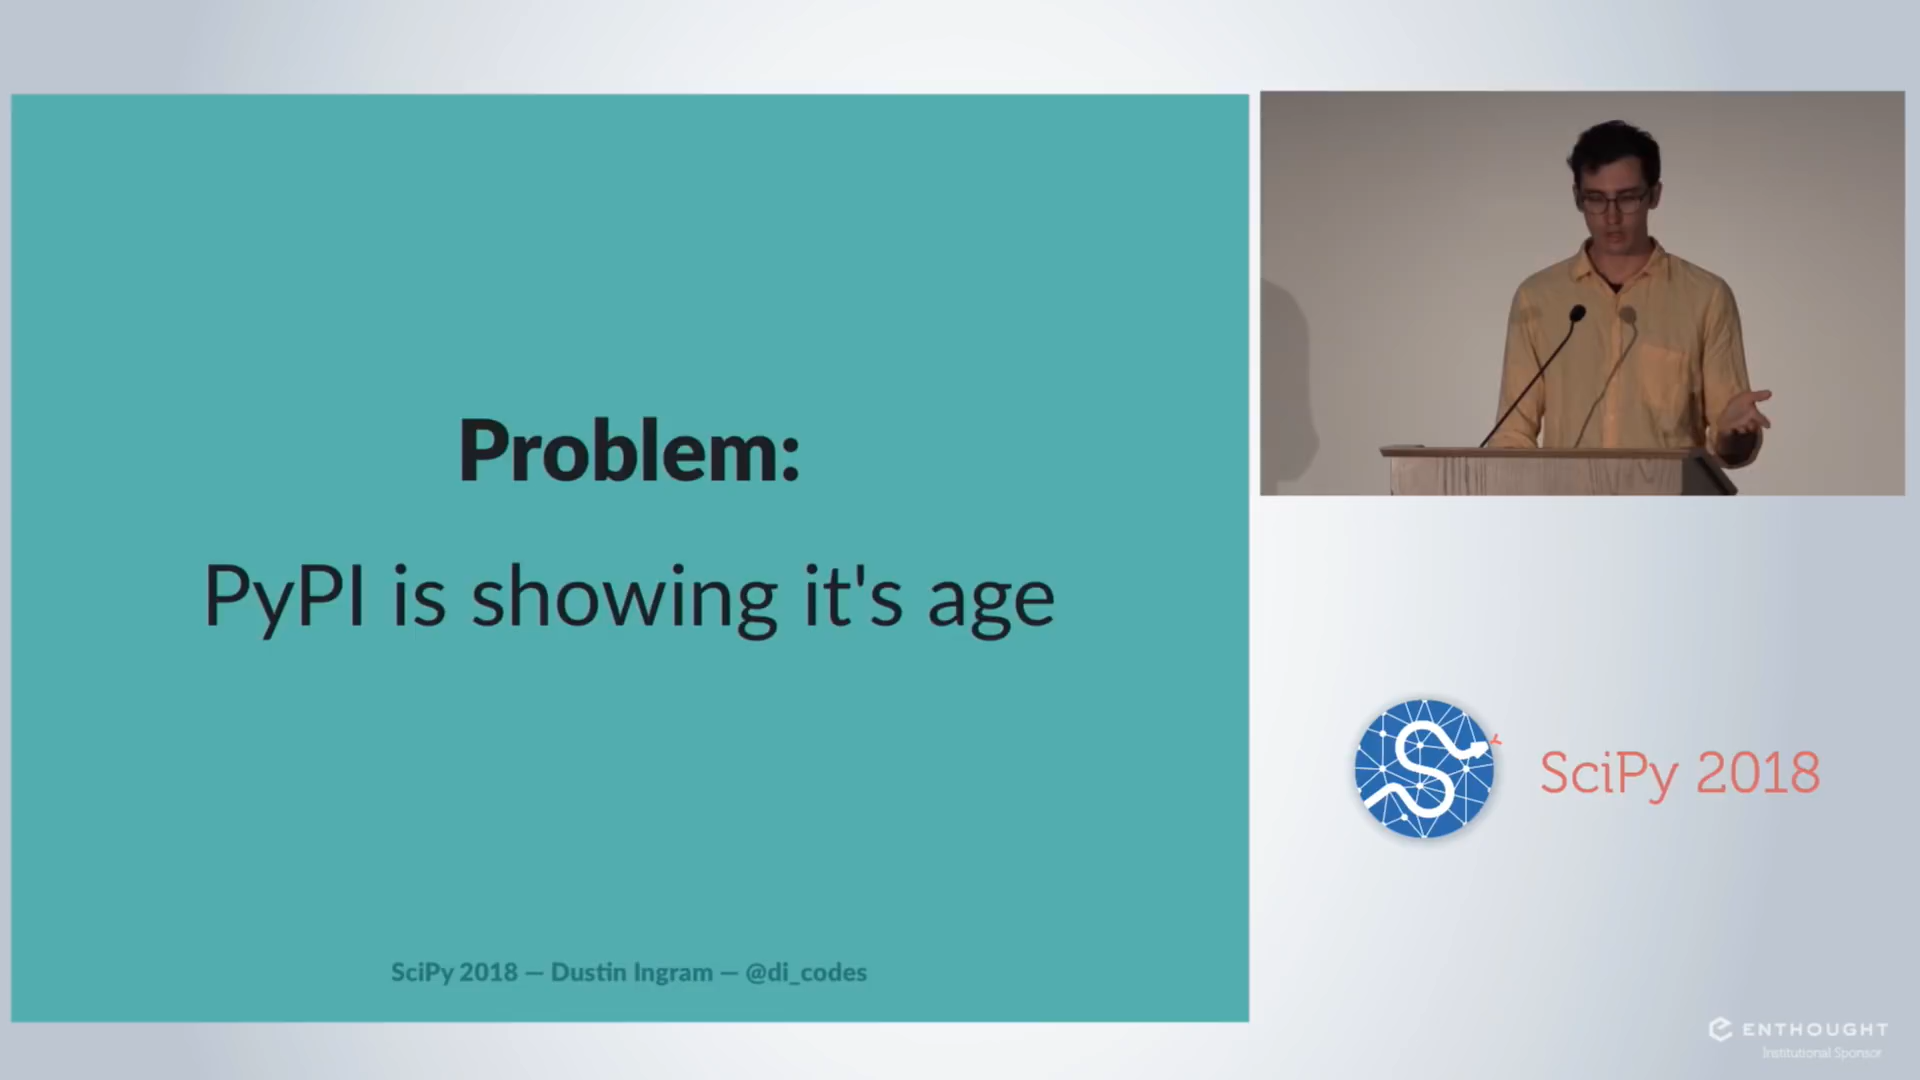 Problem:
PyPI is showing it's age
SciPy 2018 — Dustin Ingram — @di_codes
SciPy 2018
ENTHOUGHT
Institutional Sponsor